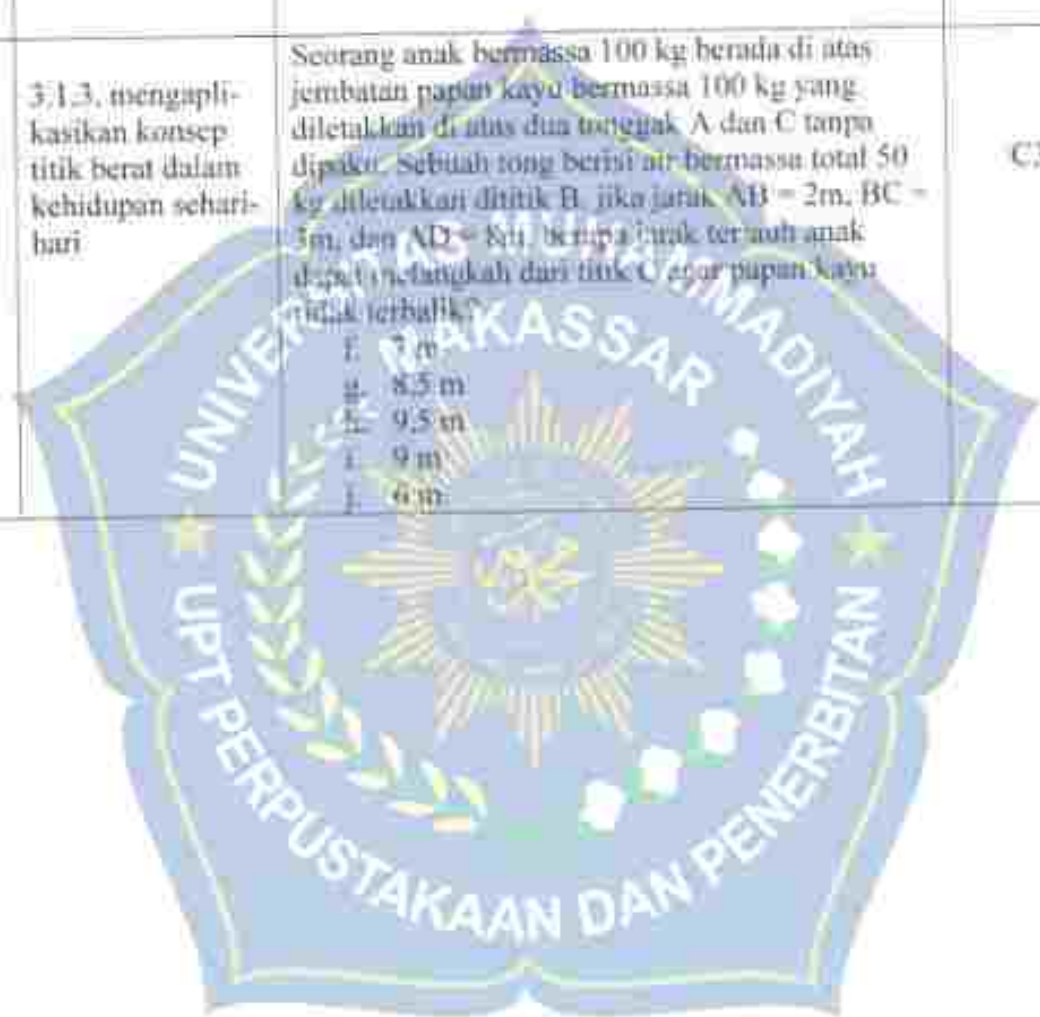 3.1.3. mengapli-
kasikan konsep
titik berat dalam
kehidupan sehari-
hari
Seorang anak bermassa 100 kg berada di atas
jembatan papan kayu bermassa 100 kg yang
diletakkan di atas dua tonggak A dan C tanpa
dipaku. Sebuah tong berisi air bermassa total 50
kg diletakkan dititik B. jika jarak AB = 2m, BC =
3m, dan AD = 8m, berapa jarak terjauh anak
dapat melangkah dari titik C agar papan kayu
tidak terbalik?
f. 7 m
g. 8,5 m
h. 9,5 m
i. 9 m
j. 6 m
UNIVERSITAS MUHAMMADIYAH
MAKASSAR
UPT PERPUSTAKAAN DAN PENERBITAN